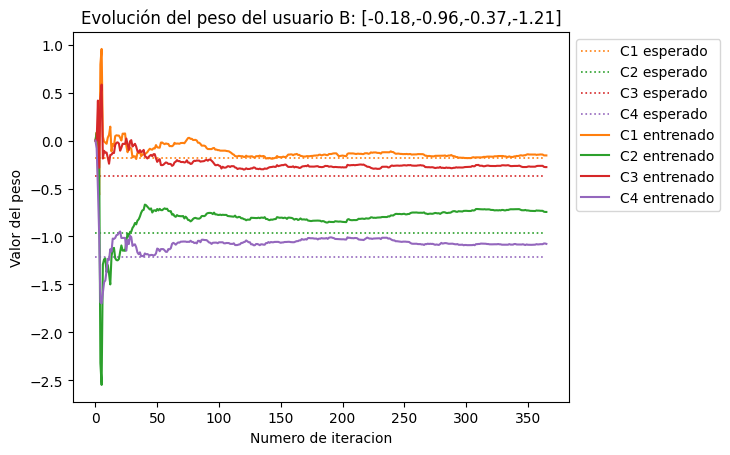 Evolución del peso del usuario B: [-0.18,-0.96,-0.37,-1.21]
1.0
0.5
0.0
−0.5
−1.0
−1.5
−2.0
−2.5
Valor del peso
0 50 100 150 200 250 300 350
Numero de iteracion
C1 esperado
C2 esperado
C3 esperado
C4 esperado
C1 entrenado
C2 entrenado
C3 entrenado
C4 entrenado